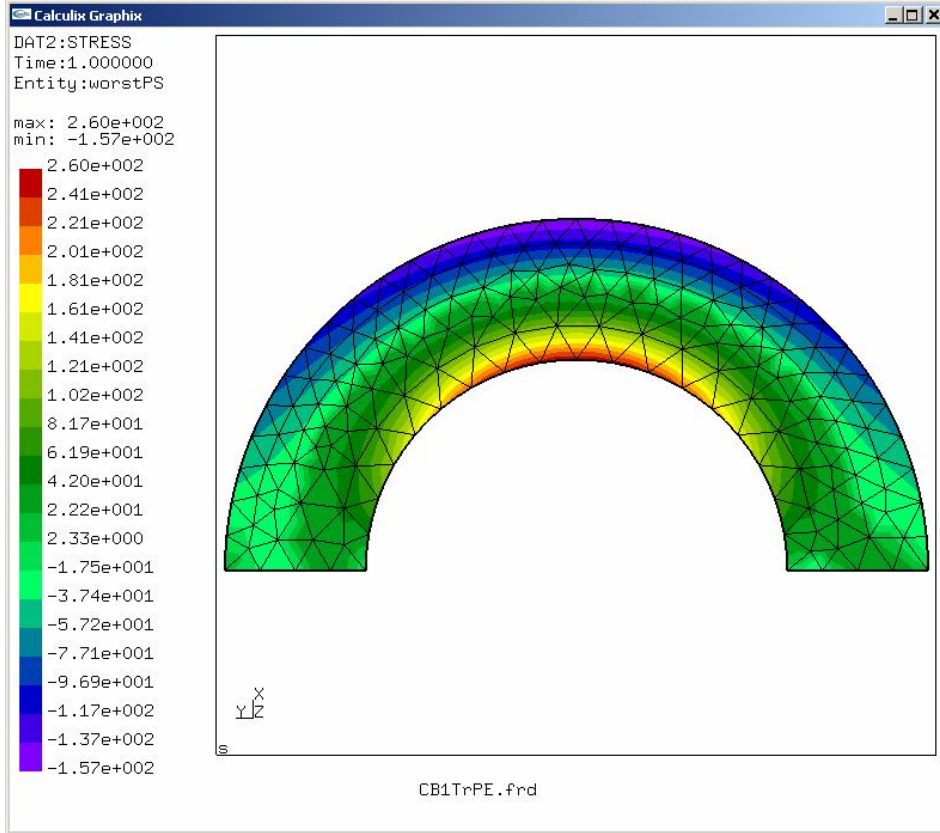 Calculix Graphix
DAT2:STRESS
Time:1.000000
Entity:worstPS
max: 2.60e+002
min: -1.57e+002
2.60e+002
2.41e+002
2.21e+002
2.01e+002
1.81e+002
1.61e+002
1.41e+002
1.21e+002
1.02e+002
8.17e+001
6.19e+001
4.20e+001
2.22e+001
2.33e+000
-1.75e+001
-3.74e+001
-5.72e+001
-7.71e+001
-9.69e+001
-1.17e+002
-1.37e+002
-1.57e+002
X
Y Z
s
CB1TrPE.frd